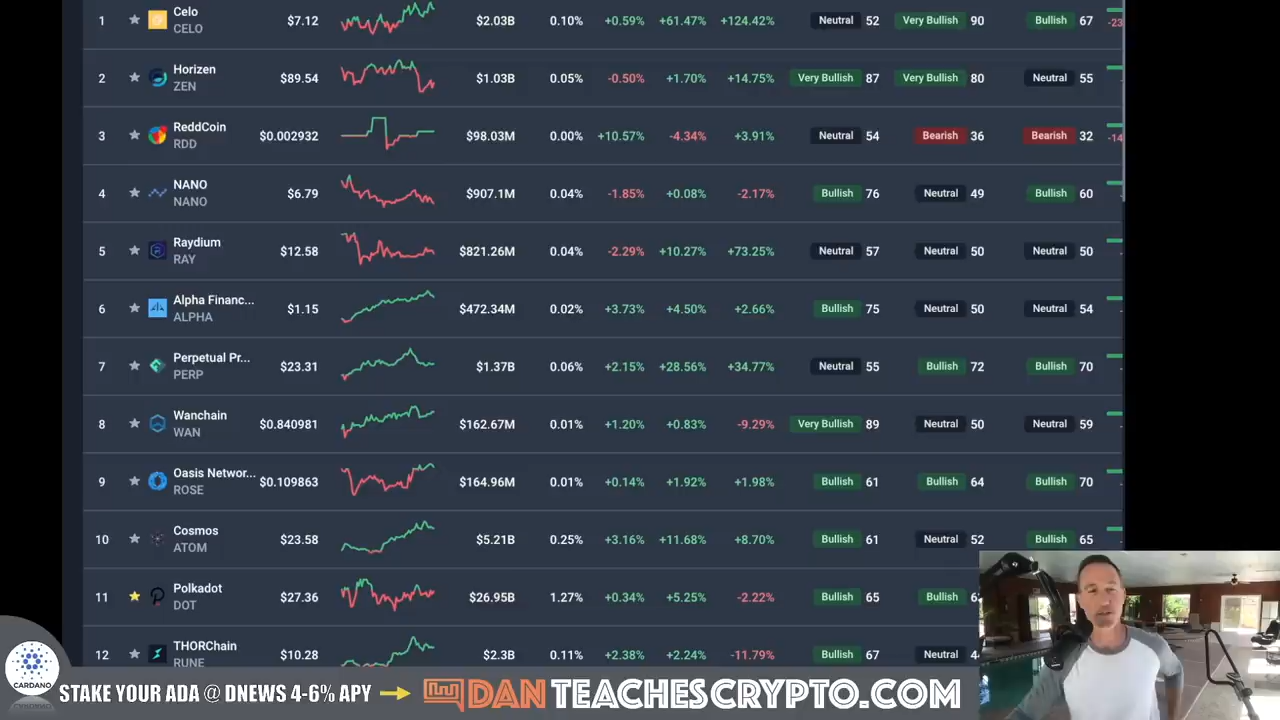 1 Celo CELO $7.12 $2.03B 0.10% +0.59% +61.47% +124.42% Neutral 52 Very Bullish 90 Bullish 67 -23
2 Horizen ZEN $89.54 $1.03B 0.05% -0.50% +1.70% +14.75% Very Bullish 87 Very Bullish 80 Neutral 55
3 ReddCoin RDD $0.002932 $98.03M 0.00% +10.57% -4.34% +3.91% Neutral 54 Bearish 36 Bearish 32 -14
4 NANO NANO $6.79 $907.1M 0.04% -1.85% +0.08% -2.17% Bullish 76 Neutral 49 Bullish 60
5 Raydium RAY $12.58 $821.26M 0.04% -2.29% +10.27% +73.25% Neutral 57 Neutral 50 Neutral 50
6 Alpha Financ... ALPHA $1.15 $472.34M 0.02% +3.73% +4.50% +2.66% Bullish 75 Neutral 50 Neutral 54
7 Perpetual Pr... PERP $23.31 $1.37B 0.06% +2.15% +28.56% +34.77% Neutral 55 Bullish 72 Bullish 70
8 Wanchain WAN $0.840981 $162.67M 0.01% +1.20% +0.83% -9.29% Very Bullish 89 Neutral 50 Neutral 59
9 Oasis Networ... ROSE $0.109863 $164.96M 0.01% +0.14% +1.92% +1.98% Bullish 61 Bullish 64 Bullish 70
10 Cosmos ATOM $23.58 $5.21B 0.25% +3.16% +11.68% +8.70% Bullish 61 Neutral 52 Bullish 65
11 Polkadot DOT $27.36 $26.95B 1.27% +0.34% +5.25% -2.22% Bullish 65 Bullish
12 THORChain RUNE $10.28 $2.3B 0.11% +2.38% +2.24% -11.79% Bullish 67 Neutral
CARDANO
STAKE YOUR ADA @ DNEWS 4-6% APY DANTEACHESCRYPTO.COM